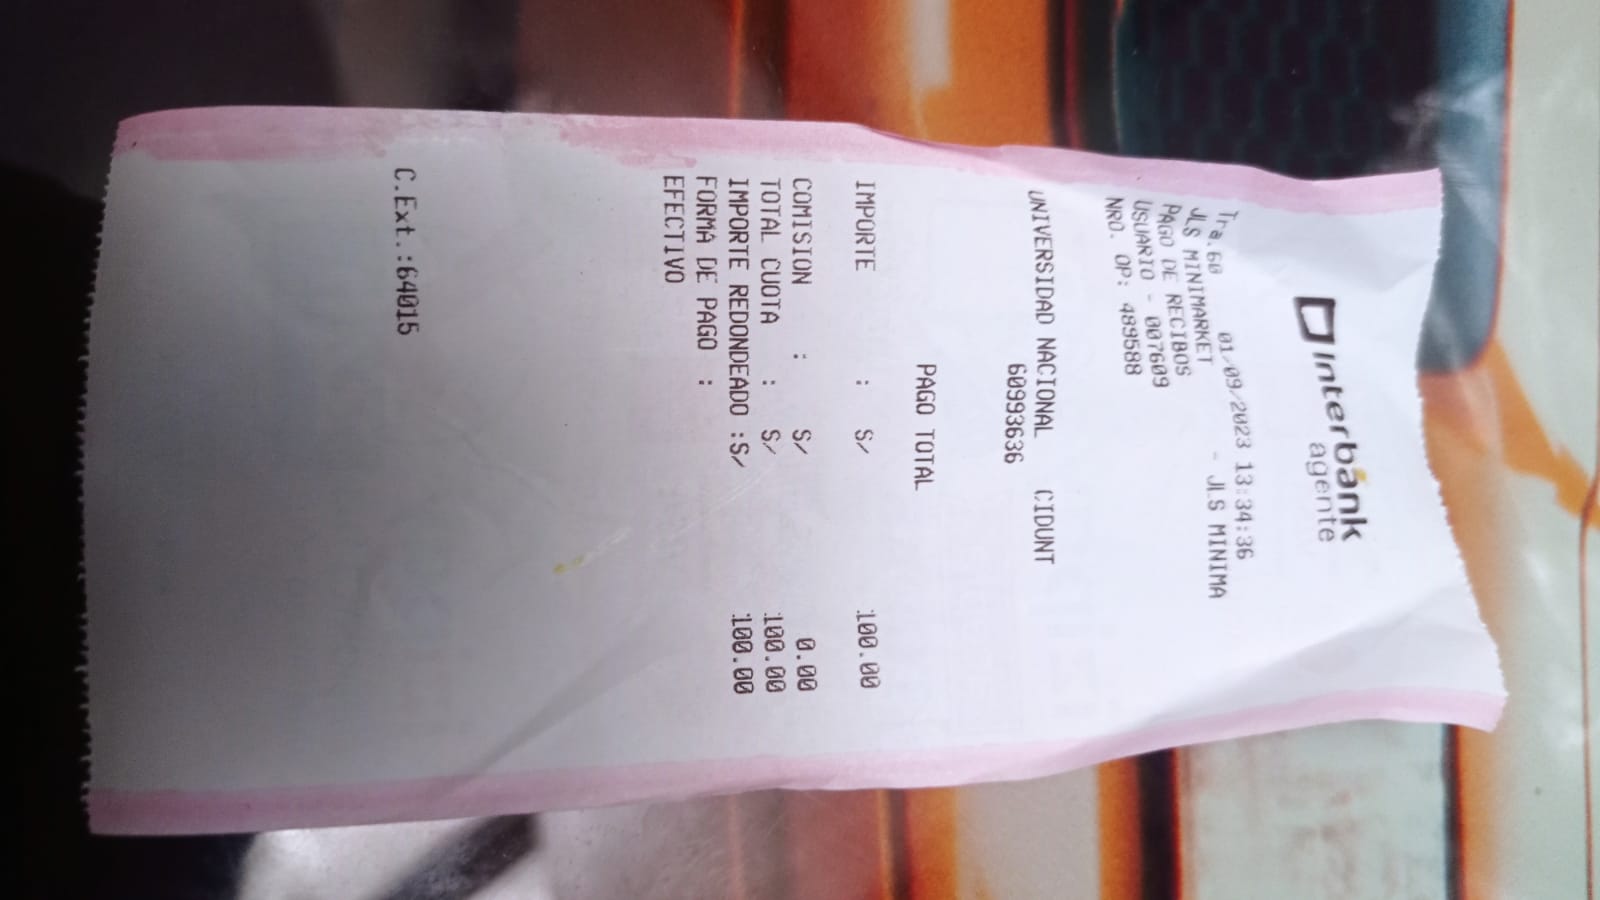 Interbank
agente
Tra.60 01/09/2023 13:34:36
JLS MINIMARKET - JLS MINIMA
PAGO DE RECIBOS
USUARIO - 007609
NRO. OP: 489588
UNIVERSIDAD NACIONAL CIDUNT
60993636
PAGO TOTAL
IMPORTE : S/ 100.00
COMISION : S/ 0.00
TOTAL CUOTA : S/ 100.00
IMPORTE REDONDEADO :S/ 100.00
FORMA DE PAGO :
EFECTIVO
C.Ext.:64015